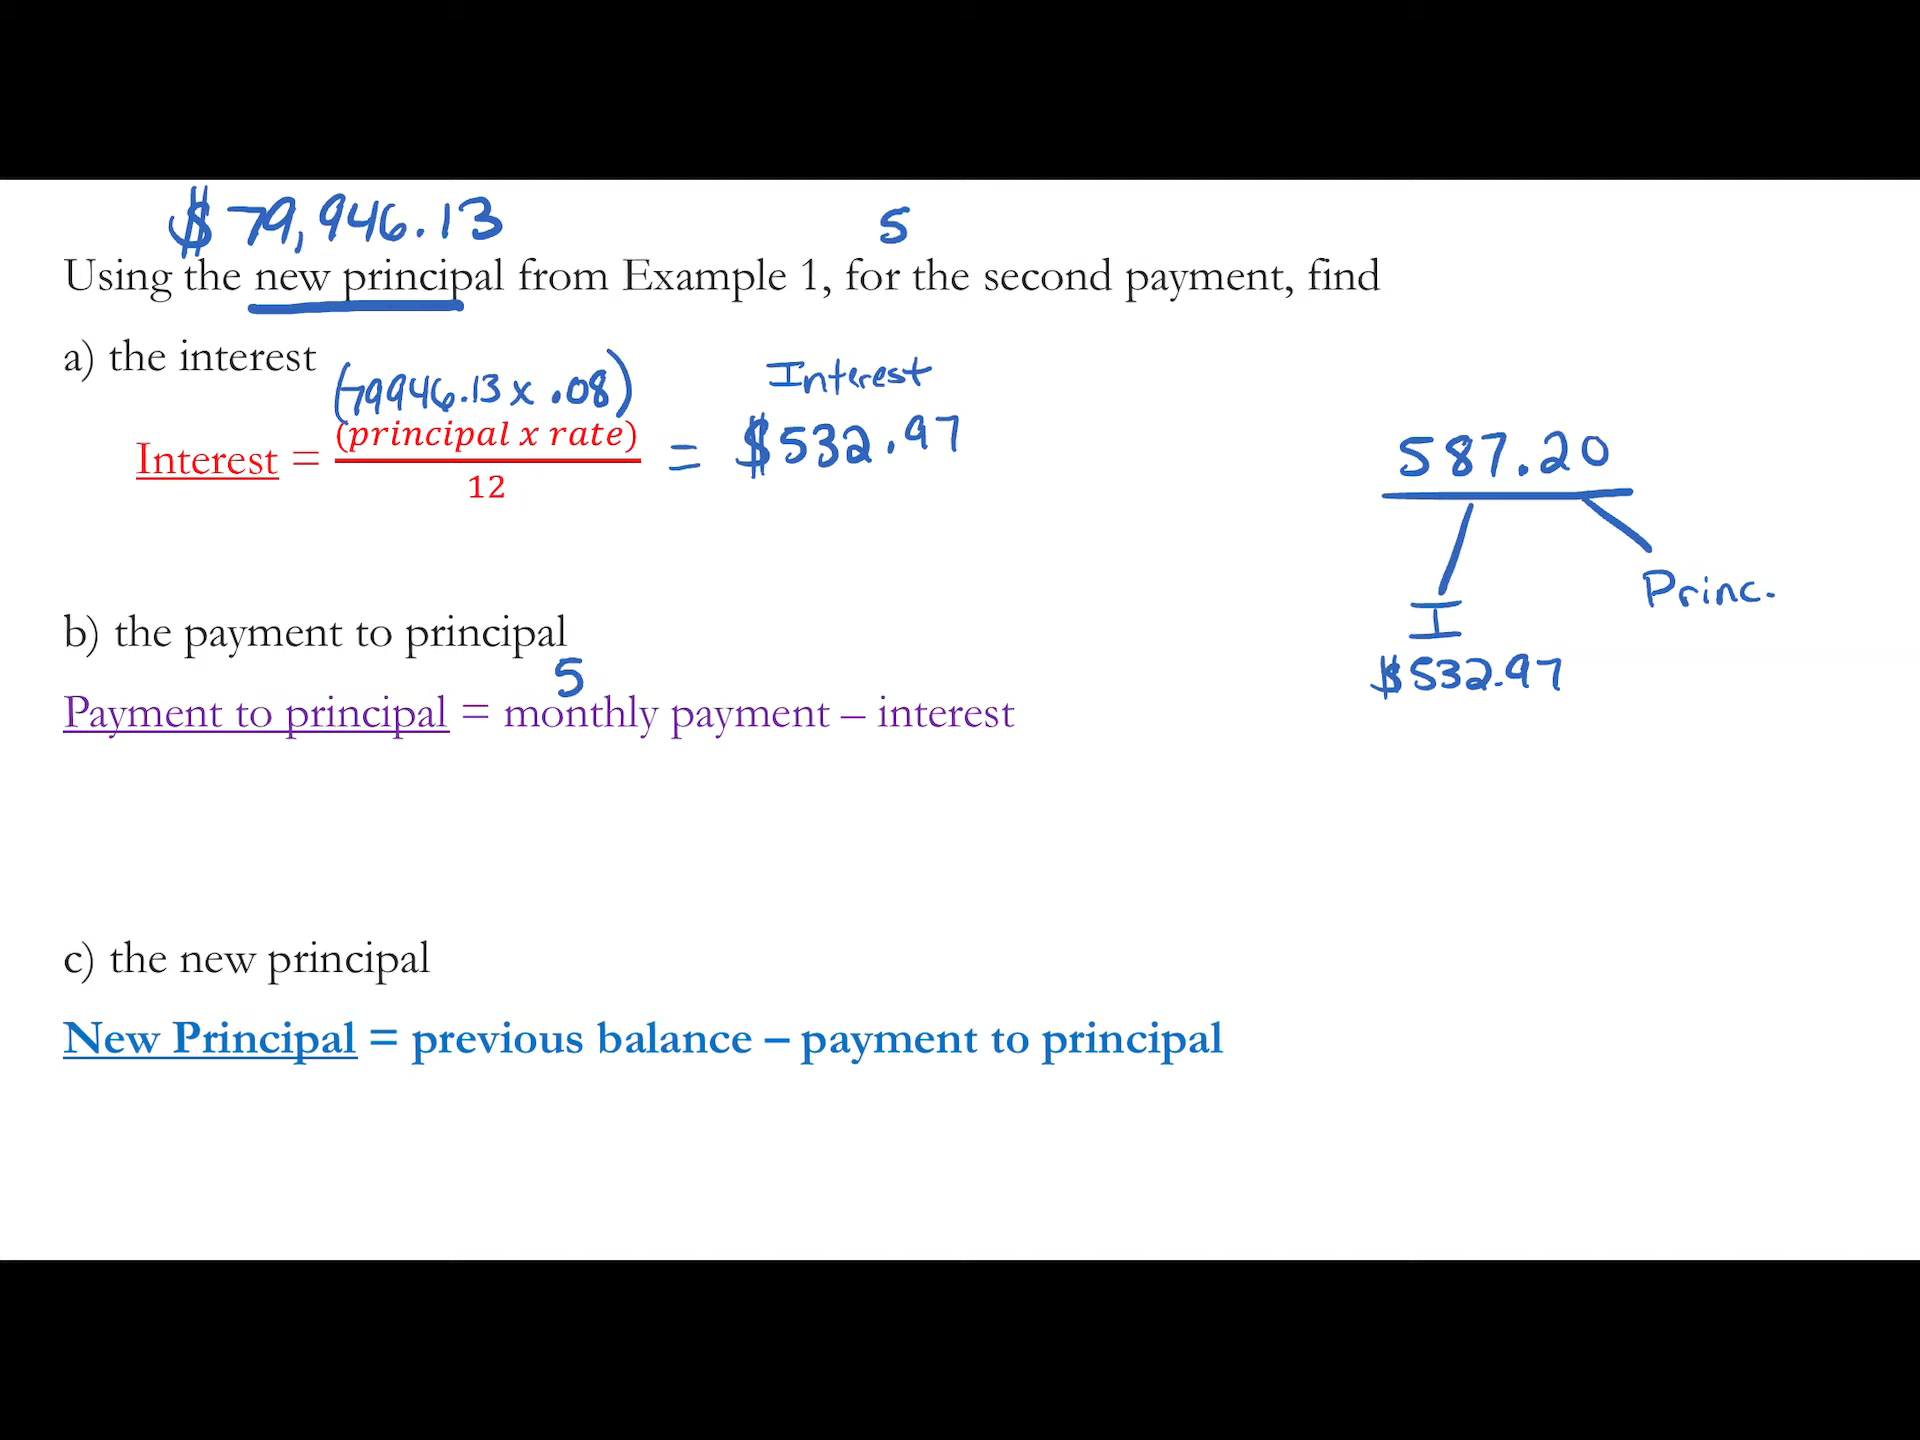 $79,946.13 5
Using the new principal from Example 1, for the second payment, find
a) the interest
(79946.13 x .08)
Interest
Interest = (principal x rate) = $532.97
12
587.20
I
Princ.
$532.97
b) the payment to principal
5
Payment to principal = monthly payment – interest
c) the new principal
New Principal = previous balance – payment to principal